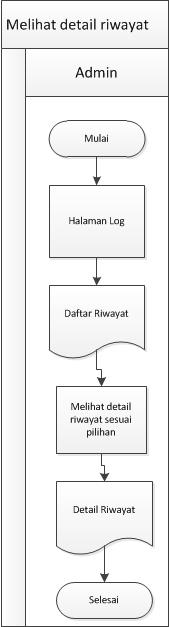 Melihat detail riwayat
Admin
Mulai
Halaman Log
Daftar Riwayat
Melihat detail
riwayat sesuai
pilihan
Detail Riwayat
Selesai